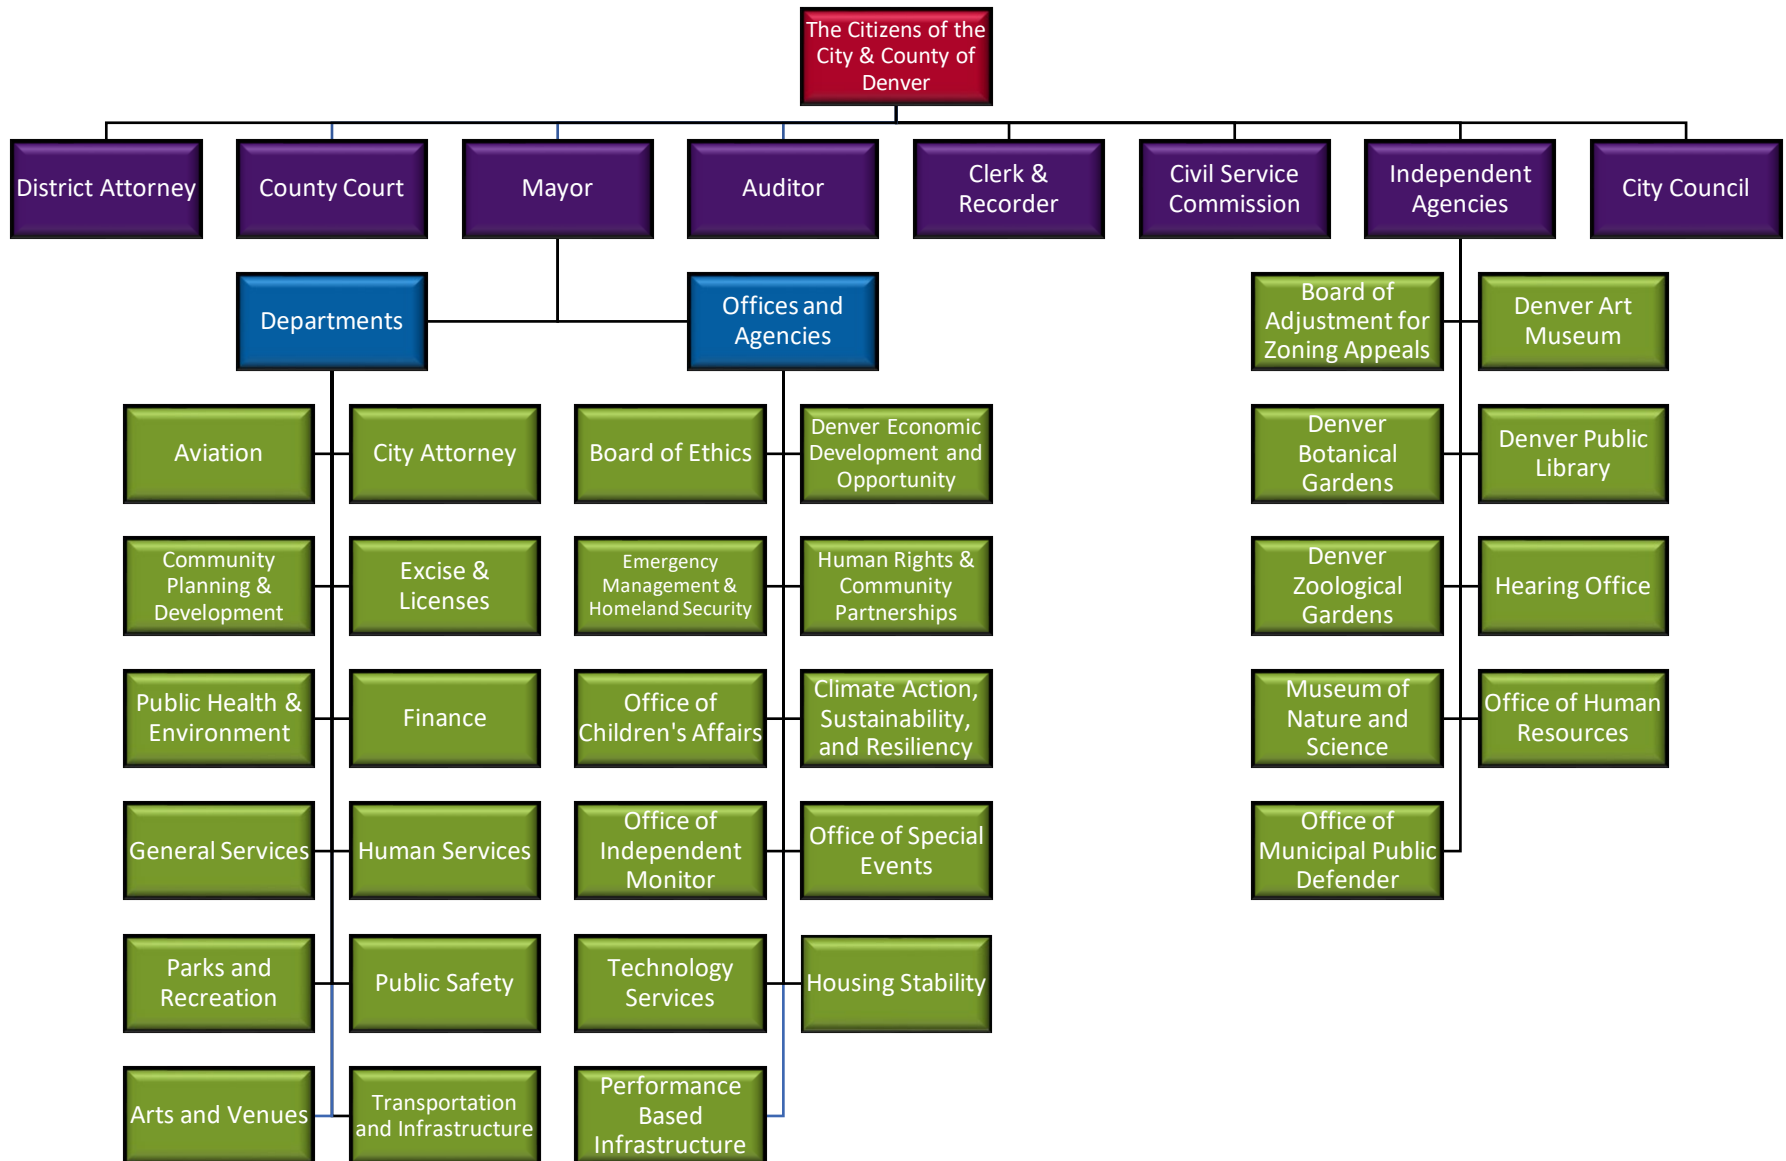 The Citizens of the
City & County of
Denver
District Attorney
County Court
Mayor
Auditor
Clerk &
Recorder
Civil Service
Commission
Independent
Agencies
City Council
Departments
Offices and
Agencies
Board of
Adjustment for
Zoning Appeals
Denver Art
Museum
Aviation
City Attorney
Board of Ethics
Denver Economic
Development and
Opportunity
Denver
Botanical
Gardens
Denver Public
Library
Community
Planning &
Development
Excise &
Licenses
Emergency
Management &
Homeland Security
Human Rights &
Community
Partnerships
Denver
Zoological
Gardens
Hearing Office
Public Health &
Environment
Finance
Office of
Children's Affairs
Climate Action,
Sustainability,
and Resiliency
Museum of
Nature and
Science
Office of Human
Resources
General Services
Human Services
Office of
Independent
Monitor
Office of Special
Events
Office of
Municipal Public
Defender
Parks and
Recreation
Public Safety
Technology
Services
Housing Stability
Arts and Venues
Transportation
and Infrastructure
Performance
Based
Infrastructure